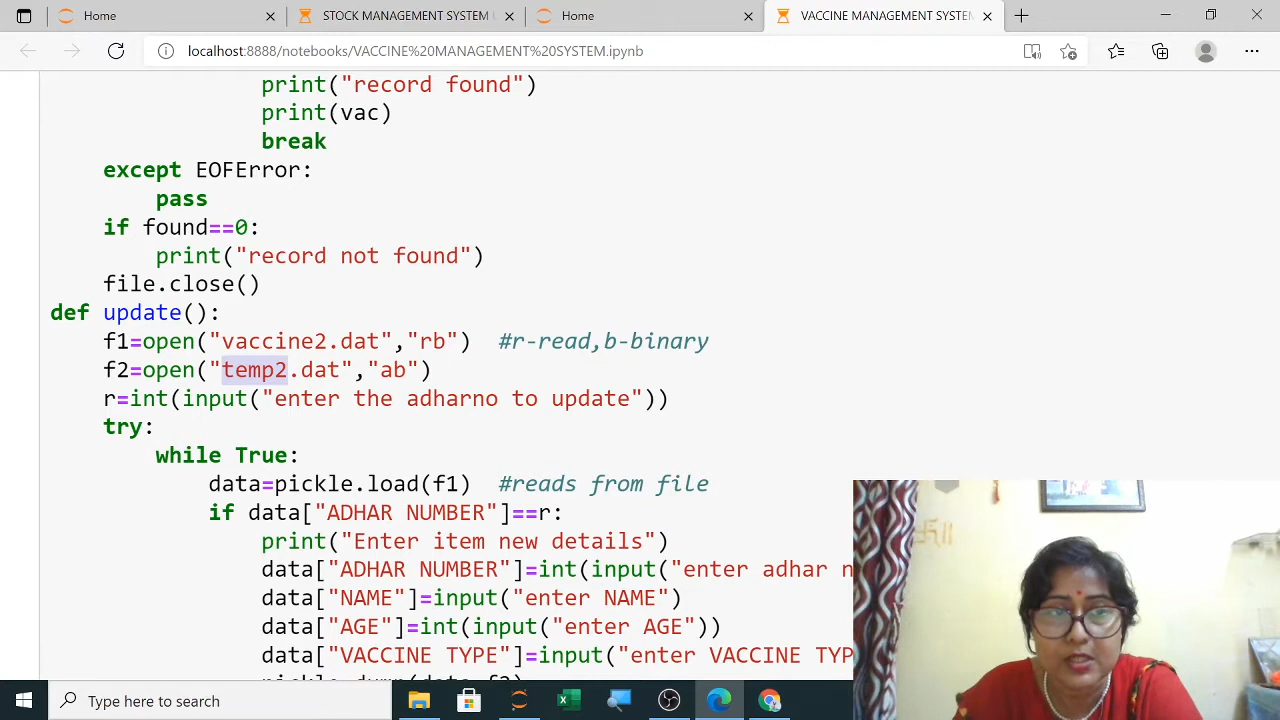 Home
STOCK MANAGEMENT SYSTEM
Home
VACCINE MANAGEMENT SYSTEM
localhost:8888/notebooks/VACCINE%20MANAGEMENT%20SYSTEM.ipynb
print("record found")
print(vac)
break
except EOFError:
pass
if found==0:
print("record not found")
file.close()
def update():
f1=open("vaccine2.dat","rb")  #r-read,b-binary
f2=open("temp2.dat","ab")
r=int(input("enter the adharno to update"))
try:
while True:
data=pickle.load(f1)  #reads from file
if data["ADHAR NUMBER"]==r:
print("Enter item new details")
data["ADHAR NUMBER"]=int(input("enter adhar n
data["NAME"]=input("enter NAME")
data["AGE"]=int(input("enter AGE"))
data["VACCINE TYPE"]=input("enter VACCINE TYP
pickle.dump(data,f2)
Type here to search